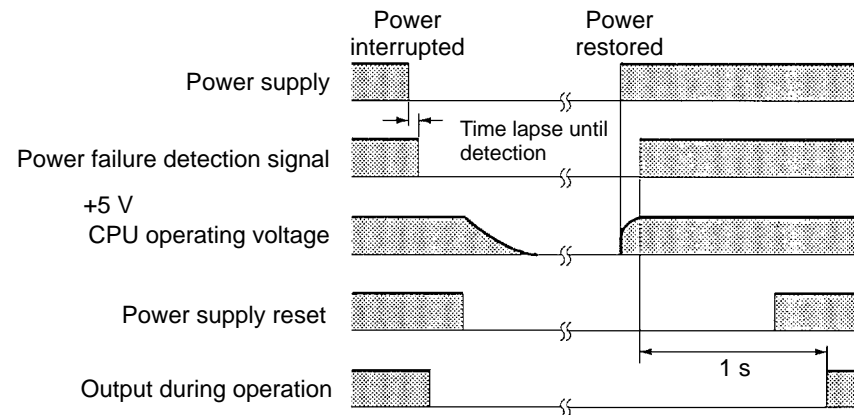 Power
interrupted
Power
restored
Power supply
Time lapse until
detection
Power failure detection signal
+5 V
CPU operating voltage
Power supply reset
1 s
Output during operation